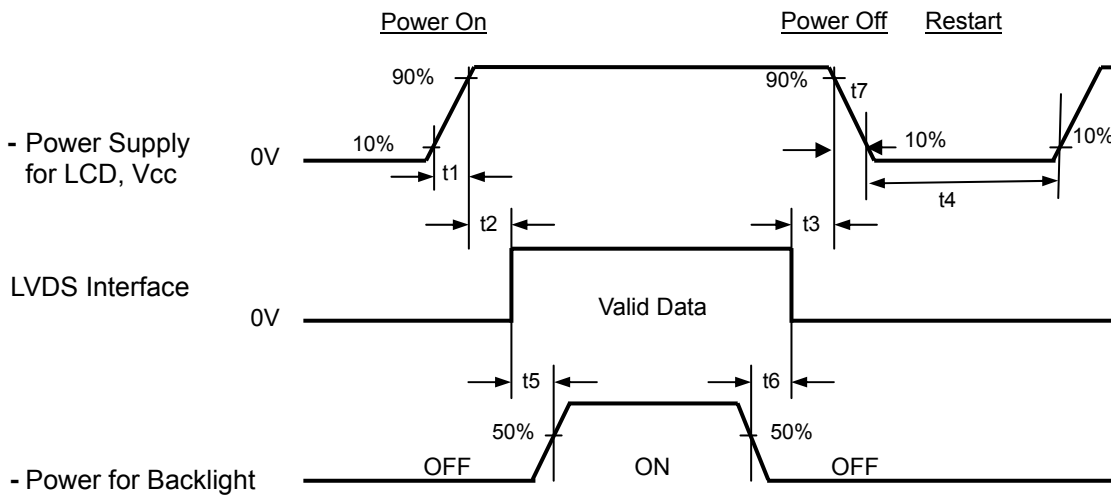 Power On
Power Off
Restart
90%
90%
t7
- Power Supply
for LCD, Vcc
0V
10%
10%
10%
t1
t4
t2
t3
LVDS Interface
Valid Data
0V
t5
t6
50%
50%
- Power for Backlight
OFF
ON
OFF